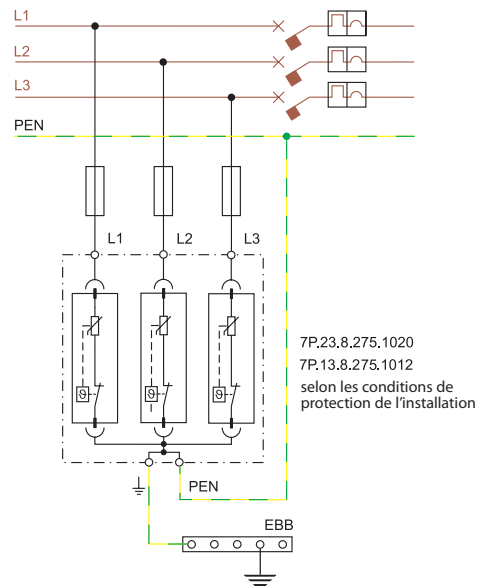 L1
L2
L3
PEN
L1 L2 L3
7P.23.8.275.1020
7P.13.8.275.1012
selon les conditions de
protection de l'installation
ϑ ϑ ϑ
PEN
EBB